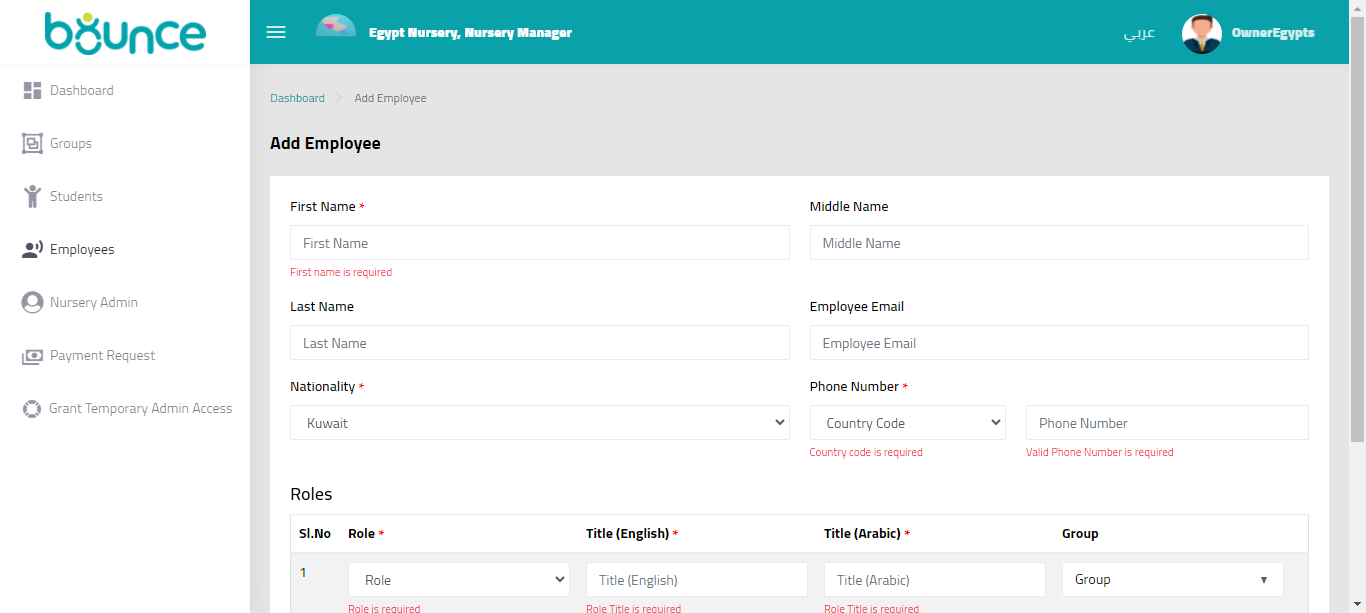 bounce
Egypt Nursery, Nursery Manager
عربي
OwnerEgypts
Dashboard
Groups
Students
Employees
Nursery Admin
Payment Request
Grant Temporary Admin Access
Dashboard
Add Employee
Add Employee
First Name *
Middle Name
First Name
Middle Name
First name is required
Last Name
Employee Email
Last Name
Employee Email
Nationality *
Phone Number *
Kuwait
Country Code
Phone Number
Country code is required
Valid Phone Number is required
Roles
Sl.No Role * Title (English) * Title (Arabic) * Group
1 Role Title (English) Title (Arabic) Group
Role is required Role Title is required Role Title is required